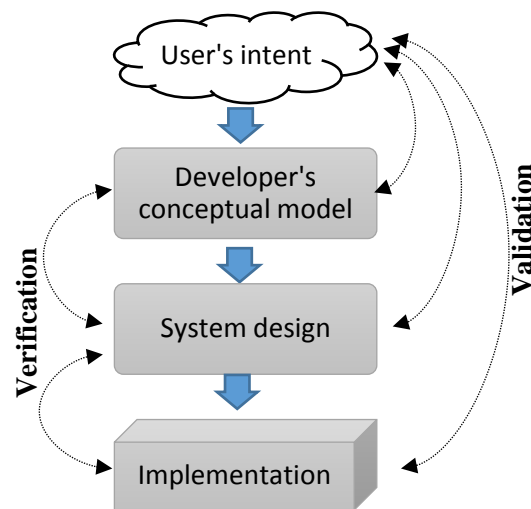 User's intent
Developer's
conceptual model
System design
Implementation
Verification
Validation